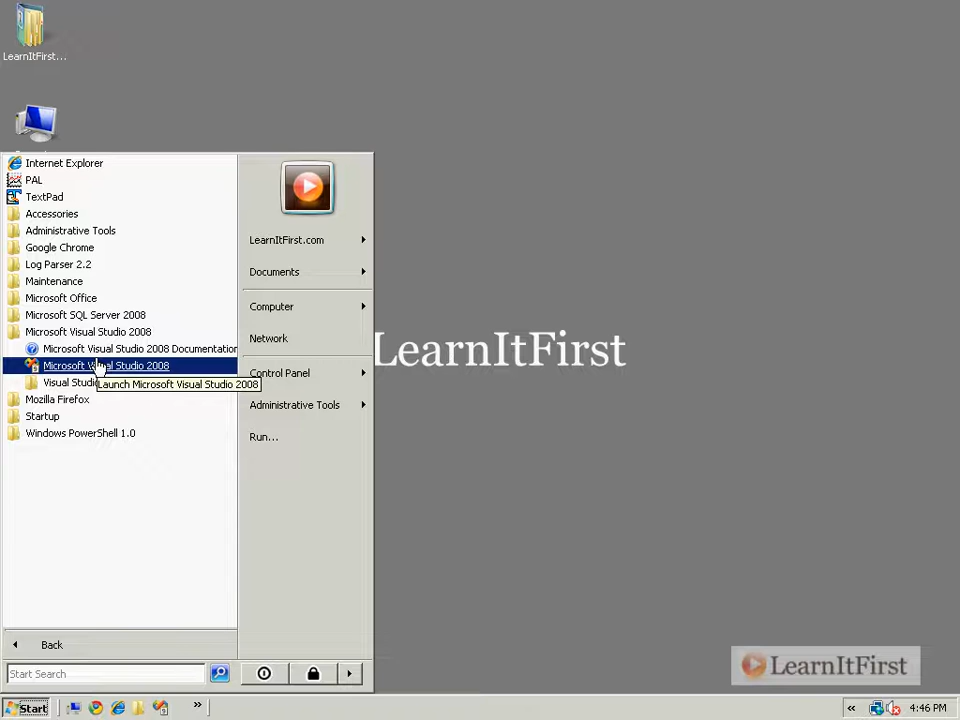 LearnItFirst...
Internet Explorer
PAL
TextPad
Accessories
Administrative Tools
Google Chrome
Log Parser 2.2
Maintenance
Microsoft Office
Microsoft SQL Server 2008
Microsoft Visual Studio 2008
Microsoft Visual Studio 2008 Documentation
Microsoft Visual Studio 2008
Visual Studio
Launch Microsoft Visual Studio 2008
Mozilla Firefox
Startup
Windows PowerShell 1.0
Back
Start Search
LearnItFirst.com
Documents
Computer
Network
Control Panel
Administrative Tools
Run...
LearnItFirst
LearnItFirst
Start
4:46 PM